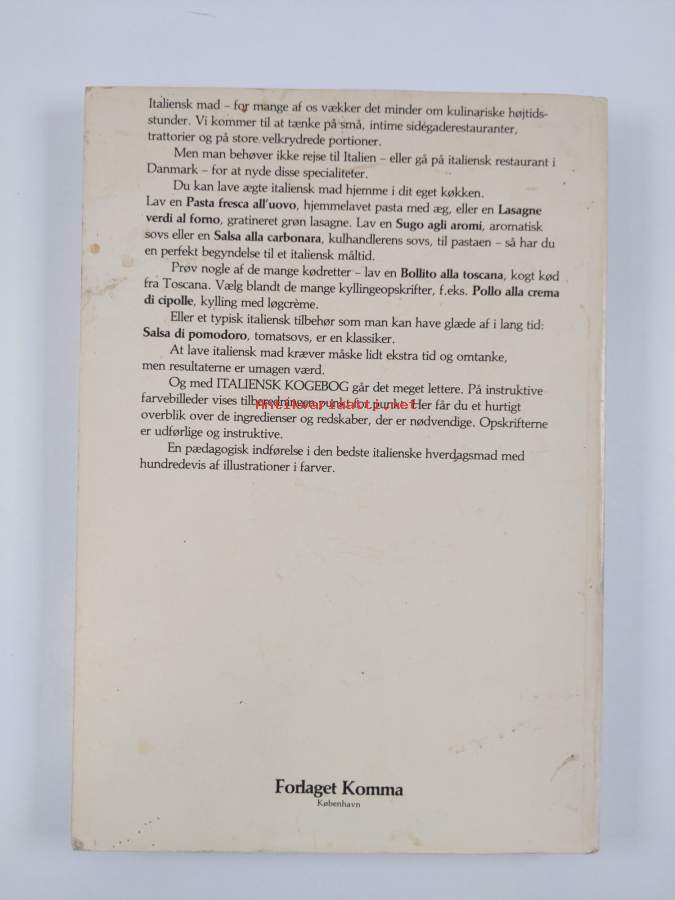 Italiensk mad – for mange af os vækker det minder om kulinariske højtids-
stunder. Vi kommer til at tænke på små, intime sidegaderestauranter,
trattorier og på store velkrydrede portioner.
Men man behøver ikke rejse til Italien – eller gå på italiensk restaurant i
Danmark – for at nyde disse specialiteter.
Du kan lave ægte italiensk mad hjemme i dit eget køkken.
Lav en Pasta fresca all'uovo, hjemmelavet pasta med æg, eller en Lasagne
verdi al forno, gratineret grøn lasagne. Lav en Sugo agli aromi, aromatisk
sovs eller en Salsa alla carbonara, kulhandlerens sovs, til pastaen – så har du
en perfekt begyndelse til et italiensk måltid.
Prøv nogle af de mange kødretter – lav en Bollito alla toscana, kogt kød
fra Toscana. Vælg blandt de mange kyllingeopskrifter, f.eks. Pollo alla crema
di cipolle, kylling med løgcrème.
Eller et typisk italiensk tilbehør som man kan have glæde af i lang tid:
Salsa di pomodoro, tomatsovs, er en klassiker.
At lave italiensk mad kræver måske lidt ekstra tid og omtanke,
men resultaterne er umagen værd.
Og med ITALIENSK KOGEBOG går det meget lettere. På instruktive
farvebilleder vises tilberedningen punkt for punkt. Her får du et hurtigt
overblik over de ingredienser og redskaber, der er nødvendige. Opskrifterne
er udførlige og instruktive.
En pædagogisk indførelse i den bedste italienske hverdagsmad med
hundredevis af illustrationer i farver.
Forlaget Komma
København